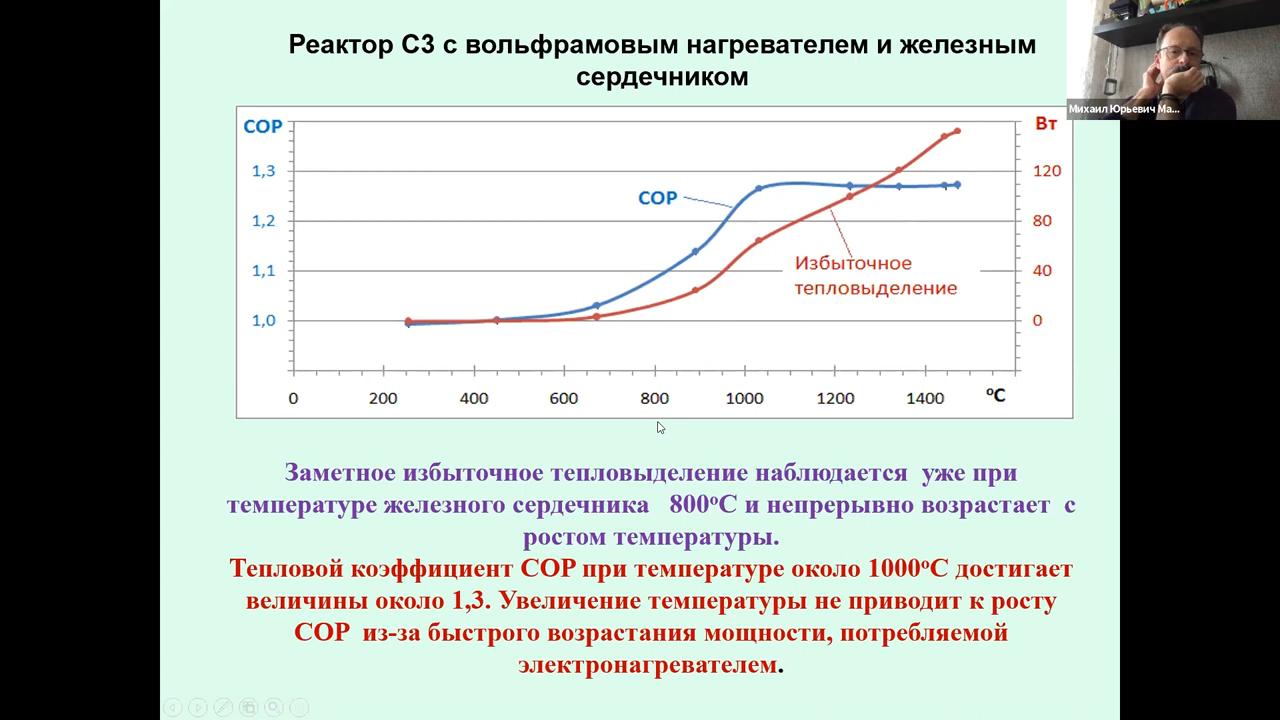 Реактор С3 с вольфрамовым нагревателем и железным
сердечником
Михаил Юрьевич Ма...
COP
Вт
1,3
120
COP
1,2
80
Избыточное
тепловыделение
1,1
40
1,0
0
0 200 400 600 800 1000 1200 1400 ºC
Заметное избыточное тепловыделение наблюдается уже при
температуре железного сердечника 800ºС и непрерывно возрастает с
ростом температуры.
Тепловой коэффициент СОР при температуре около 1000ºС достигает
величины около 1,3. Увеличение температуры не приводит к росту
СОР из-за быстрого возрастания мощности, потребляемой
электронагревателем.